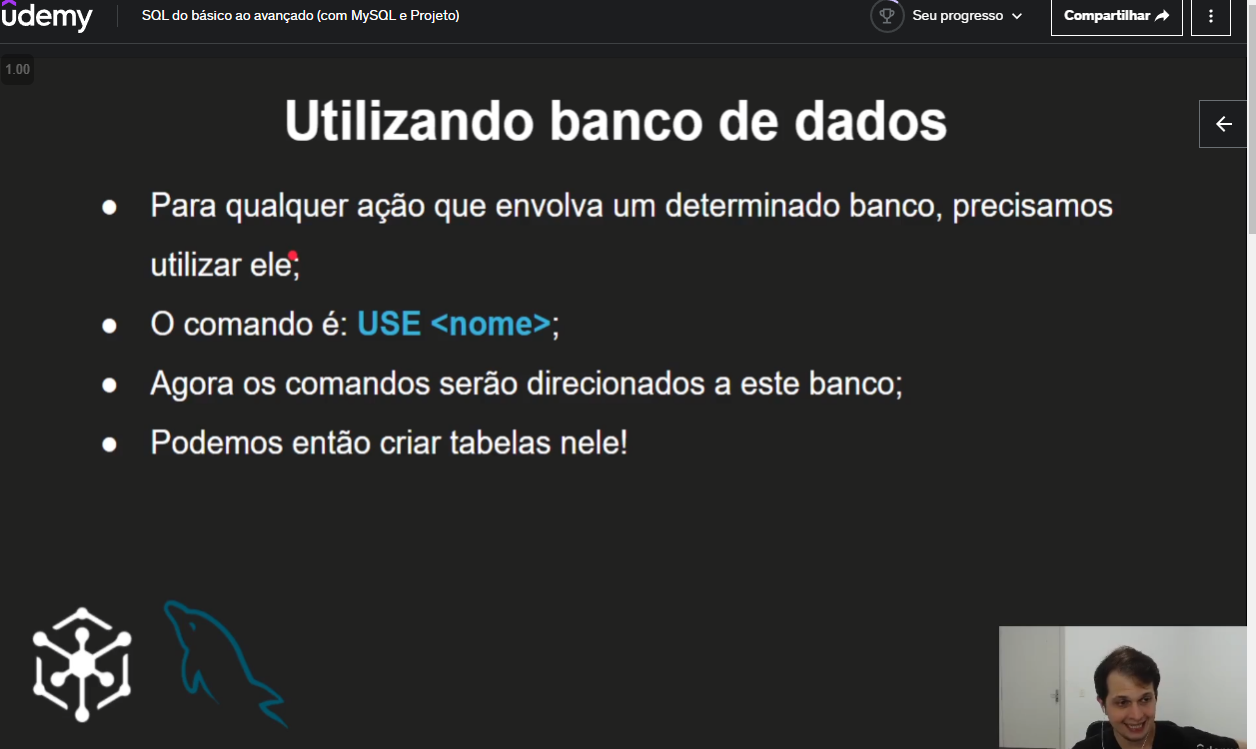 ûdemy
SQL do básico ao avançado (com MySQL e Projeto)
Seu progresso
Compartilhar
1.00
Utilizando banco de dados
● Para qualquer ação que envolva um determinado banco, precisamos
utilizar ele;
● O comando é: USE <nome>;
● Agora os comandos serão direcionados a este banco;
● Podemos então criar tabelas nele!